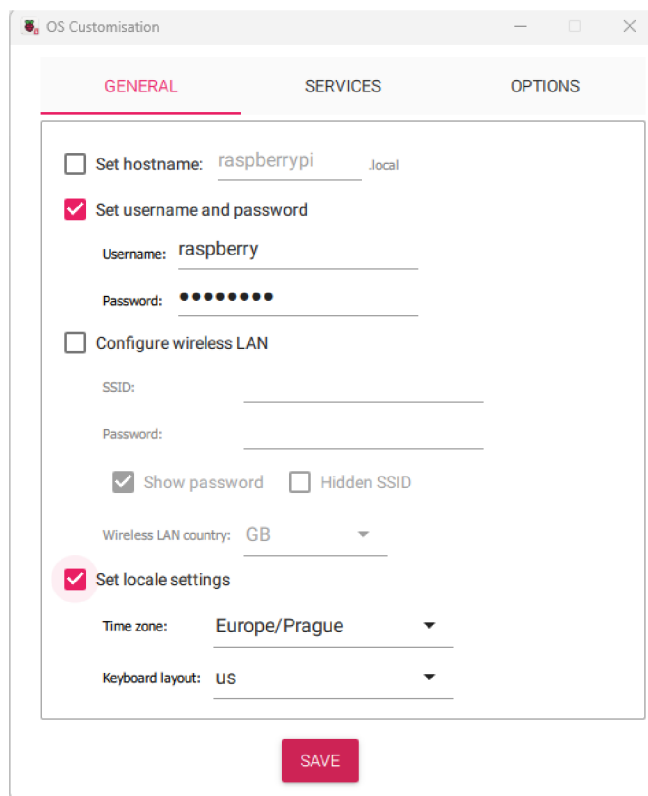 OS Customisation
GENERAL SERVICES OPTIONS
Set hostname: raspberrypi .local
Set username and password
Username: raspberry
Password: ••••••••
Configure wireless LAN
SSID:
Password:
Show password Hidden SSID
Wireless LAN country: GB
Set locale settings
Time zone: Europe/Prague
Keyboard layout: us
SAVE